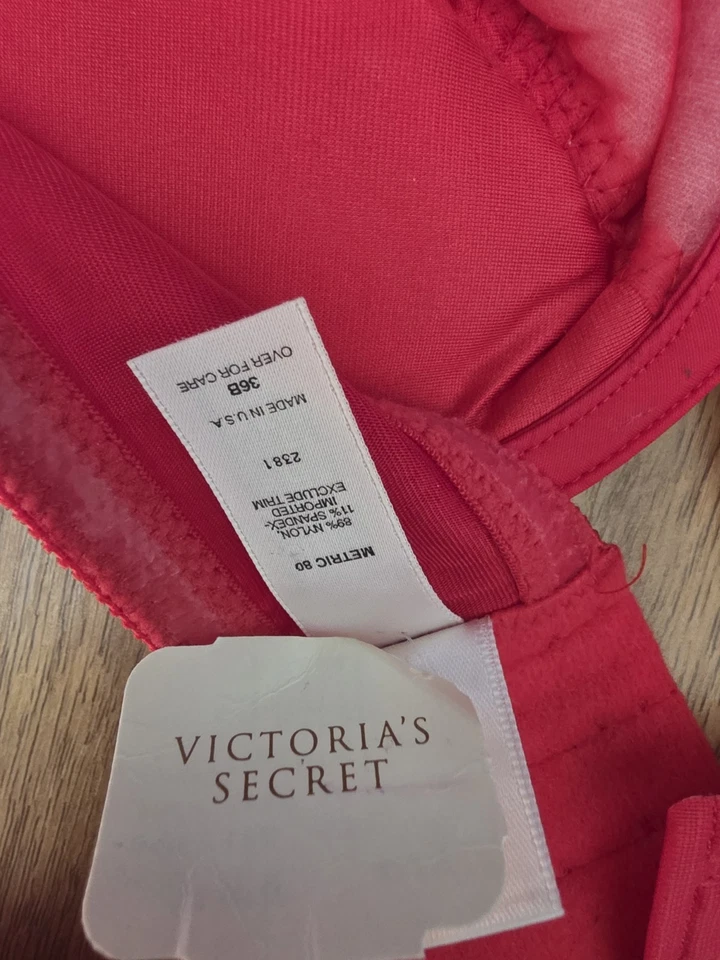 METRIC 80
89% NYLON,
11% SPANDEX-
IMPORTED
EXCLUDE TRIM
2381
MADE IN U.S.A.
36B
OVER FOR CARE
VICTORIA'S
SECRET